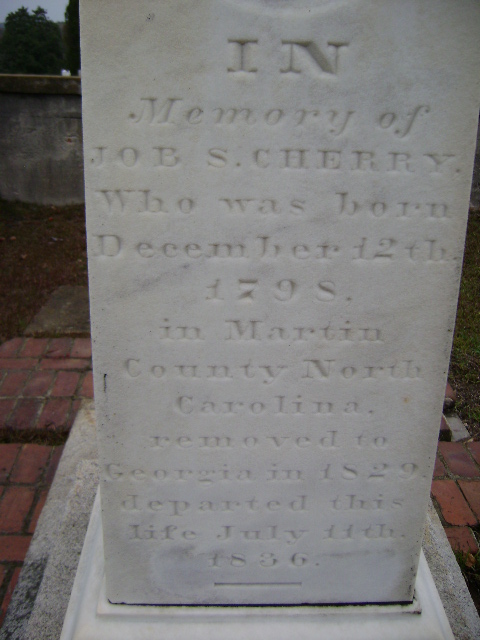 IN
Memory of
JOB S. CHERRY.
Who was born
December 12th.
1798.
in Martin
County North
Carolina.
removed to
Georgia in 1829
departed this
life July 11th.
1836.